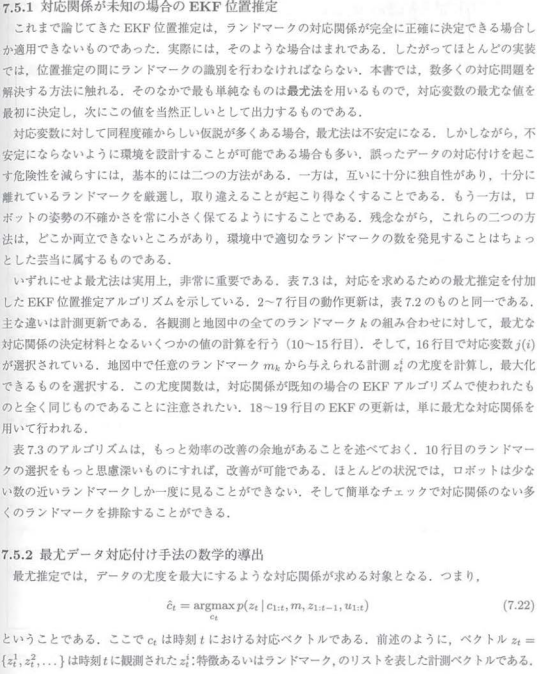 7.5.1 対応関係が未知の場合の EKF 位置推定
これまで論じてきた EKF 位置推定は，ランドマークの対応関係が完全に正確に決定できる場合し
か適用できないものであった．実際には，そのような場合はまれである．したがってほとんどの実装
では，位置推定の間にランドマークの識別を行わなければならない．本書では，数多くの対応問題を
解決する方法に触れる．そのなかで最も単純なものは最尤法を用いるもので，対応変数の最尤な値を
最初に決定し，次にこの値を当然正しいとして出力するものである．
対応変数に対して同程度確からしい仮説が多くある場合，最尤法は不安定になる．しかしながら，不
安定にならないように環境を設計することが可能である場合も多い．誤ったデータの対応付けを起こ
す危険性を減らすには，基本的には二つの方法がある．一方は，互いに十分に独自性があり，十分に
離れているランドマークを厳選し，取り違えることが起こり得なくすることである．もう一方は，ロ
ボットの姿勢の不確かさを常に小さく保てるようにすることである．残念ながら，これらの二つの方
法は，どこか両立できないところがあり，環境中で適切なランドマークの数を発見することはちょっ
とした芸当に属するものである．
いずれにせよ最尤法は実用上，非常に重要である．表 7.3 は，対応を求めるための最尤推定を付加
した EKF 位置推定アルゴリズムを示している．2~7 行目の動作更新は，表 7.2 のものと同一である．
主な違いは計測更新である．各観測と地図中の全てのランドマーク k の組み合わせに対して，最尤な
対応関係の決定材料となるいくつかの値の計算を行う（10~15 行目）．そして，16 行目で対応変数 j(i)
が選択されている．地図中で任意のランドマーク m_k から与えられる計測 z_t^i の尤度を計算し，最大化
できるものを選択する．この尤度関数は，対応関係が既知の場合の EKF アルゴリズムで使われたも
のと全く同じものであることに注意されたい．18~19 行目の EKF の更新は，単に最尤な対応関係を
用いて行われる．
表 7.3 のアルゴリズムは，もっと効率の改善の余地があることを述べておく．10 行目のランドマー
クの選択をもっと思慮深いものにすれば，改善が可能である．ほとんどの状況では，ロボットは少な
い数の近いランドマークしか一度に見ることができない．そして簡単なチェックで対応関係のない多
くのランドマークを排除することができる．
7.5.2 最尤データ対応付け手法の数学的導出
最尤推定では，データの尤度を最大にするような対応関係が求める対象となる．つまり，
ĉ_t = argmax_{c_t} p(z_t | c_{1:t}, m, z_{1:t−1}, u_{1:t}) (7.22)
ということである．ここで c_t は時刻 t における対応ベクトルである．前述のように，ベクトル z_t =
{z_t^1, z_t^2, ...} は時刻 t に観測された z_t^i:特徴あるいはランドマーク，のリストを表した計測ベクトルである．